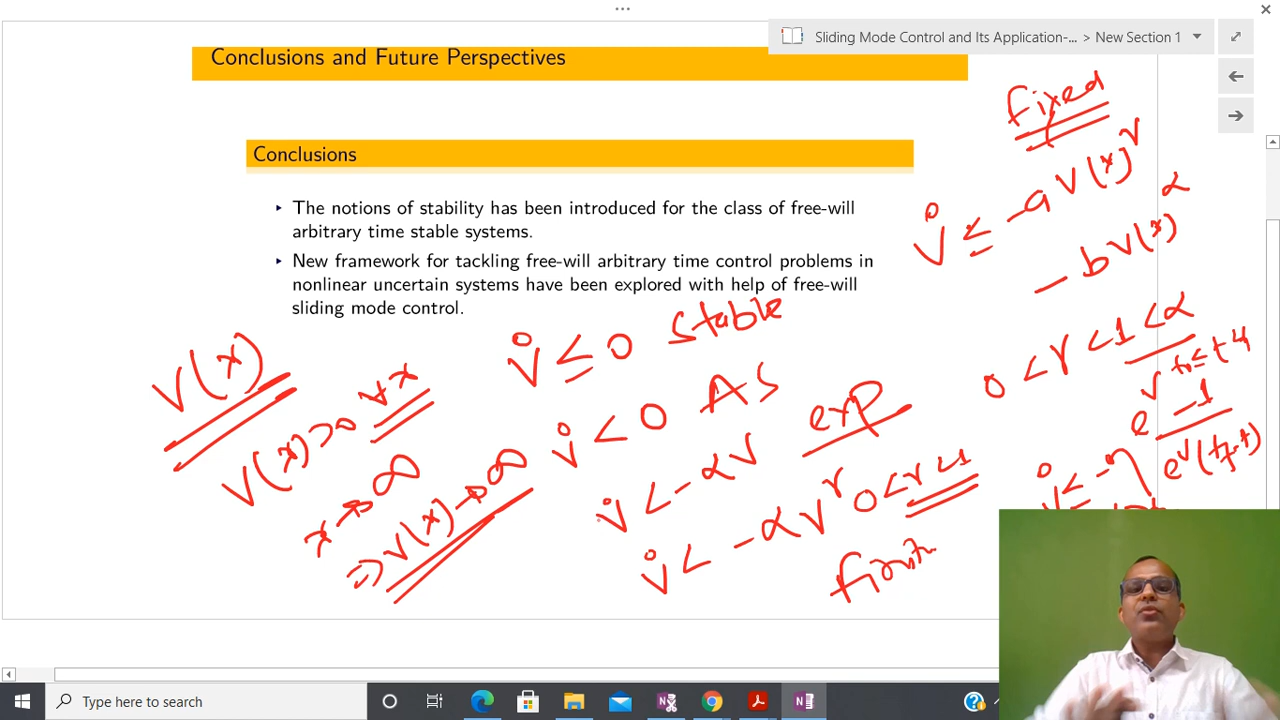 Sliding Mode Control and Its Application-... > New Section 1
Conclusions and Future Perspectives
Conclusions
‣ The notions of stability has been introduced for the class of free-will
arbitrary time stable systems.
‣ New framework for tackling free-will arbitrary time control problems in
nonlinear uncertain systems have been explored with help of free-will
sliding mode control.
V(x)
V(x)>0 ∀x
x→∞
⇒V(x)→∞
V̇ ≤ 0 Stable
V̇ < 0 AS
V̇ < -αV exp
V̇ < -αV^r 0<r<1
fixed
V̇ ≤ -aV(x)^r
- bV(x)^α
0 < r < 1 < α
e^V(tf-t)
V̇ ≤ -η
Type here to search